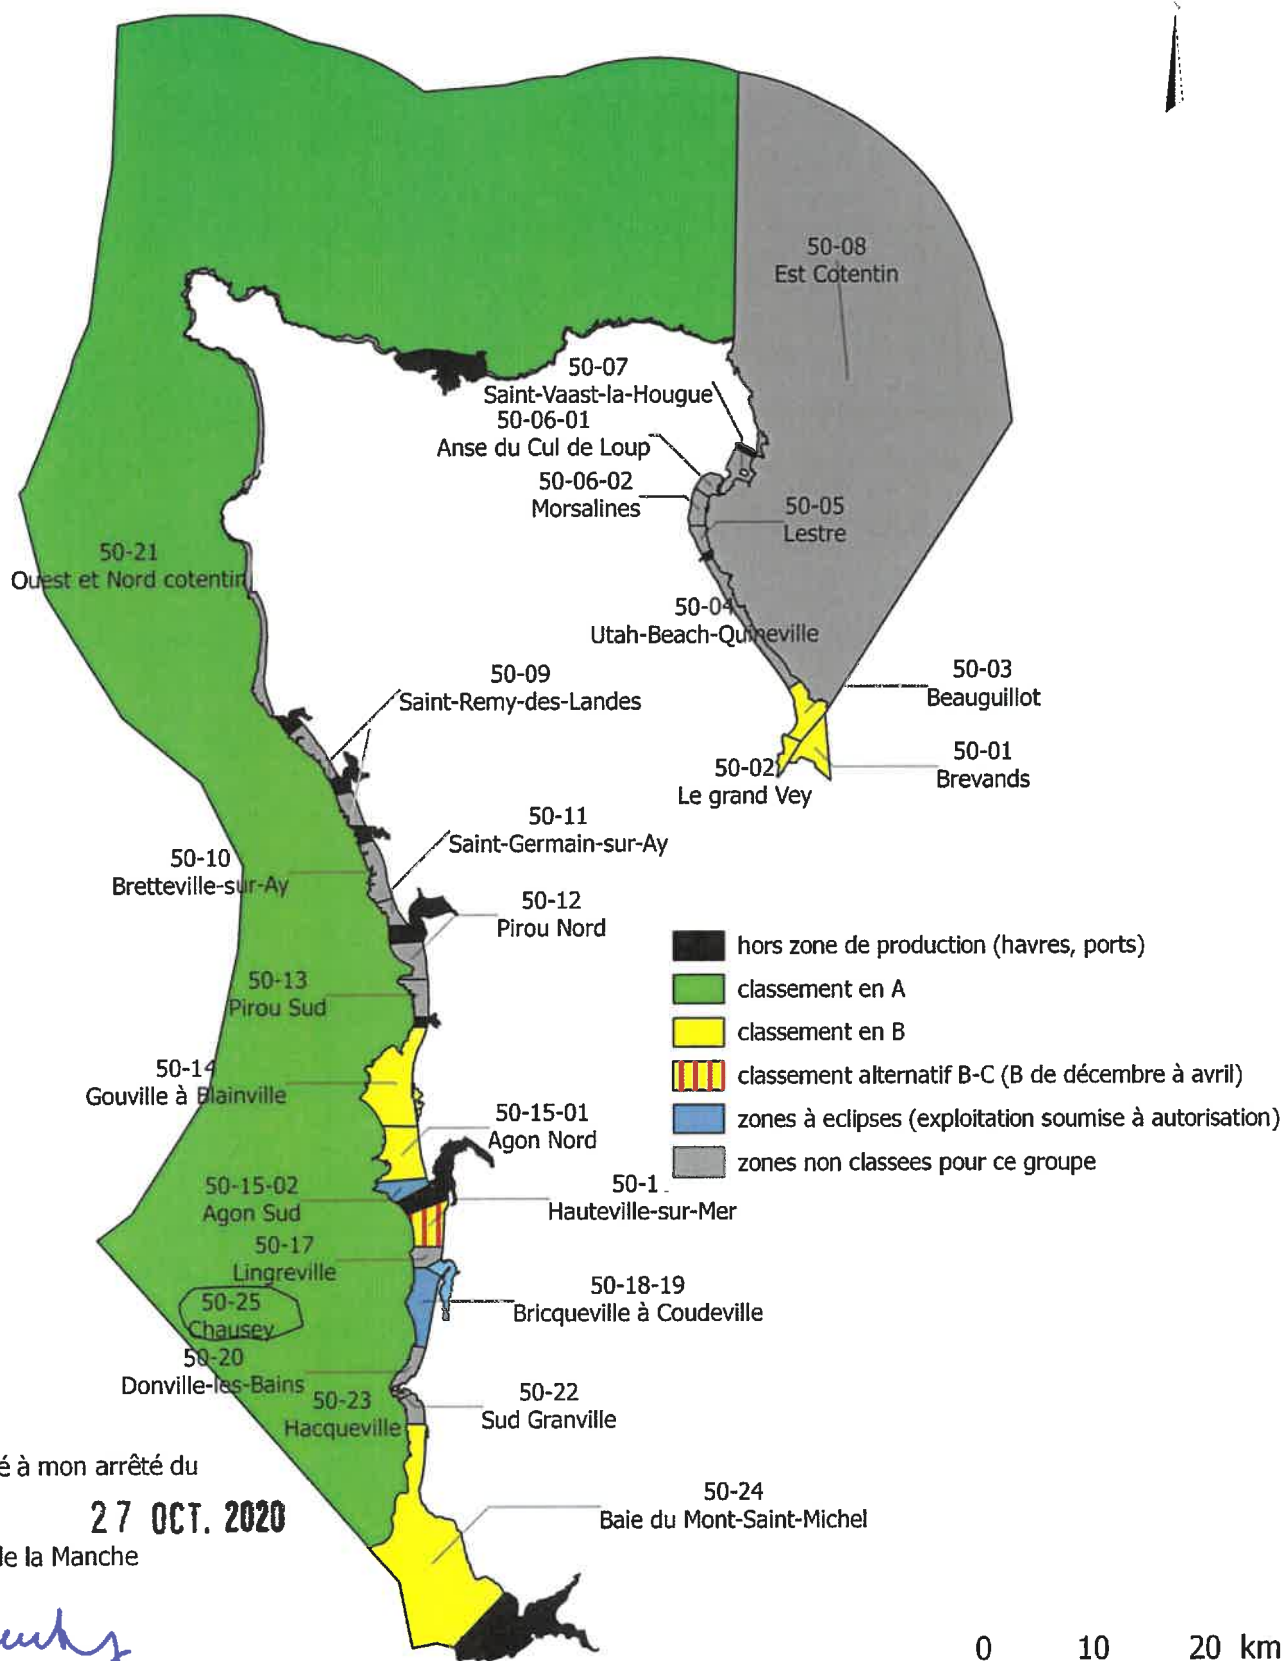 50-08
Est Cotentin
50-07
Saint-Vaast-la-Hougue
50-06-01
Anse du Cul de Loup
50-06-02
Morsalines
50-05
Lestre
50-21
Ouest et Nord cotentin
50-04
Utah-Beach-Quineville
50-03
Beauguillot
50-09
Saint-Remy-des-Landes
50-01
Brevands
50-02
Le grand Vey
50-11
Saint-Germain-sur-Ay
50-10
Bretteville-sur-Ay
50-12
Pirou Nord
hors zone de production (havres, ports)
classement en A
classement en B
classement alternatif B-C (B de décembre à avril)
zones à eclipses (exploitation soumise à autorisation)
zones non classees pour ce groupe
50-13
Pirou Sud
50-14
Gouville à Blainville
50-15-01
Agon Nord
50-15-02
Agon Sud
50-1
Hauteville-sur-Mer
50-17
Lingreville
50-18-19
Bricqueville à Coudeville
50-25
Chausey
50-20
Donville-les-Bains
50-23
Hacqueville
50-22
Sud Granville
é à mon arrêté du
27 OCT. 2020
de la Manche
50-24
Baie du Mont-Saint-Michel
0 10 20 km